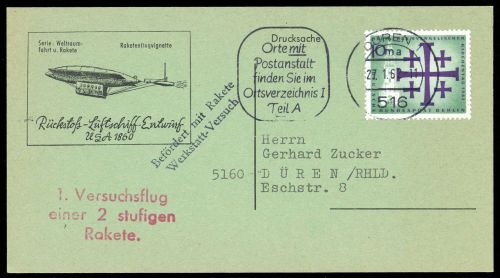 Serie: Weltraum-
fahrt u. Rakete
Raketenflugvignette
Rückstoß-Luftschiff-Entwurf
USA 1860
Befördert mit Rakete
Werkstatt-Versuch
Drucksache
Orte mit
Postanstalt
finden Sie im
Ortsverzeichnis I
Teil A
516
DEUTSCHE BUNDESPOST BERLIN
Herrn
Gerhard Zucker
5160 DÜREN/RHLD.
Eschstr. 8
1. Versuchsflug
einer 2 stufigen
Rakete.